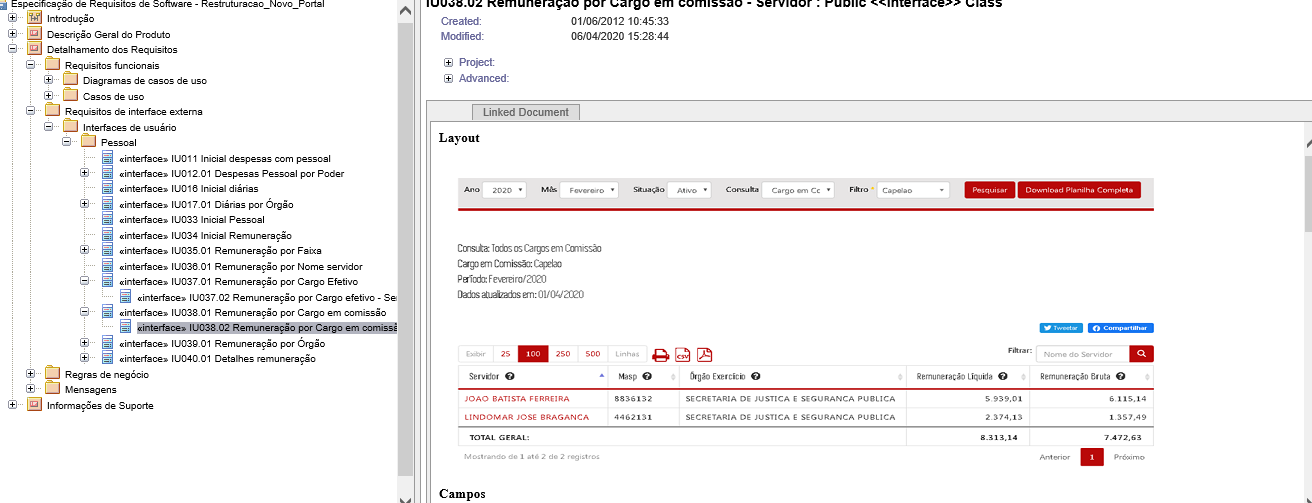 Especificação de Requisitos de Software - Restruturacao_Novo_Portal
Introdução
Descrição Geral do Produto
Detalhamento dos Requisitos
Requisitos funcionais
Diagramas de casos de uso
Casos de uso
Requisitos de interface externa
Interfaces de usuário
Pessoal
«interface» IU011 Inicial despesas com pessoal
«interface» IU012.01 Despesas Pessoal por Poder
«interface» IU016 Inicial diárias
«interface» IU017.01 Diárias por Órgão
«interface» IU033 Inicial Pessoal
«interface» IU034 Inicial Remuneração
«interface» IU035.01 Remuneração por Faixa
«interface» IU036.01 Remuneração por Nome servidor
«interface» IU037.01 Remuneração por Cargo Efetivo
«interface» IU037.02 Remuneração por Cargo efetivo - Se
«interface» IU038.01 Remuneração por Cargo em comissão
«interface» IU038.02 Remuneração por Cargo em comissã
«interface» IU039.01 Remuneração por Órgão
«interface» IU040.01 Detalhes remuneração
Regras de negócio
Mensagens
Informações de Suporte
IU038.02 Remuneração por Cargo em comissão - Servidor : Public <<interface>> Class
Created: 01/06/2012 10:45:33
Modified: 06/04/2020 15:28:44
Project:
Advanced:
Linked Document
Layout
Ano 2020 Mês Fevereiro Situação Ativo Consulta Cargo em Cc Filtro * Capelao Pesquisar Download Planilha Completa
Consulta: Todos os Cargos em Comissão
Cargo em Comissão: Capelao
Período: Fevereiro/2020
Dados atualizados em: 01/04/2020
Tweetar Compartilhar
Exibir 25 100 250 500 Linhas CSV Filtrar: Nome do Servidor
Servidor Masp Órgão Exercício Remuneração Líquida Remuneração Bruta
JOAO BATISTA FERREIRA 8836132 SECRETARIA DE JUSTICA E SEGURANCA PUBLICA 5.939,01 6.115,14
LINDOMAR JOSE BRAGANCA 4462131 SECRETARIA DE JUSTICA E SEGURANCA PUBLICA 2.374,13 1.357,49
TOTAL GERAL: 8.313,14 7.472,63
Mostrando de 1 até 2 de 2 registros Anterior 1 Próximo
Campos